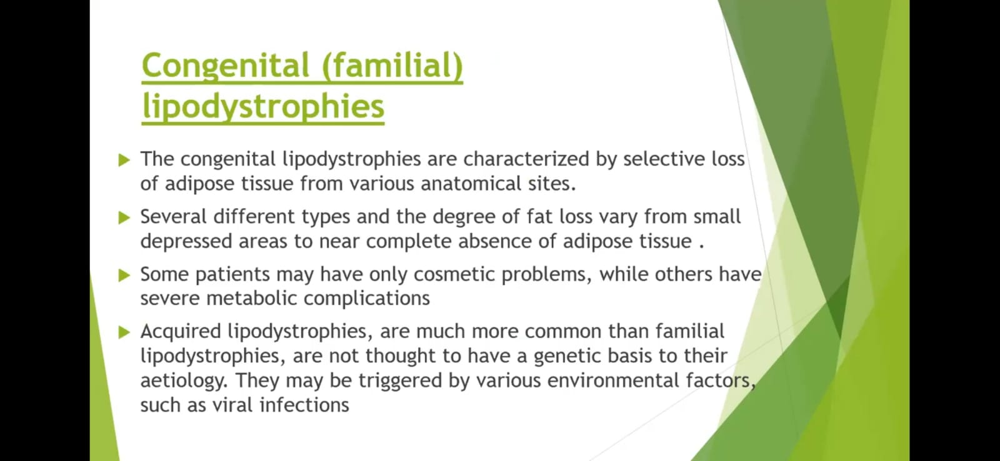 Congenital (familial)
lipodystrophies
The congenital lipodystrophies are characterized by selective loss
of adipose tissue from various anatomical sites.
Several different types and the degree of fat loss vary from small
depressed areas to near complete absence of adipose tissue .
Some patients may have only cosmetic problems, while others have
severe metabolic complications
Acquired lipodystrophies, are much more common than familial
lipodystrophies, are not thought to have a genetic basis to their
aetiology. They may be triggered by various environmental factors,
such as viral infections